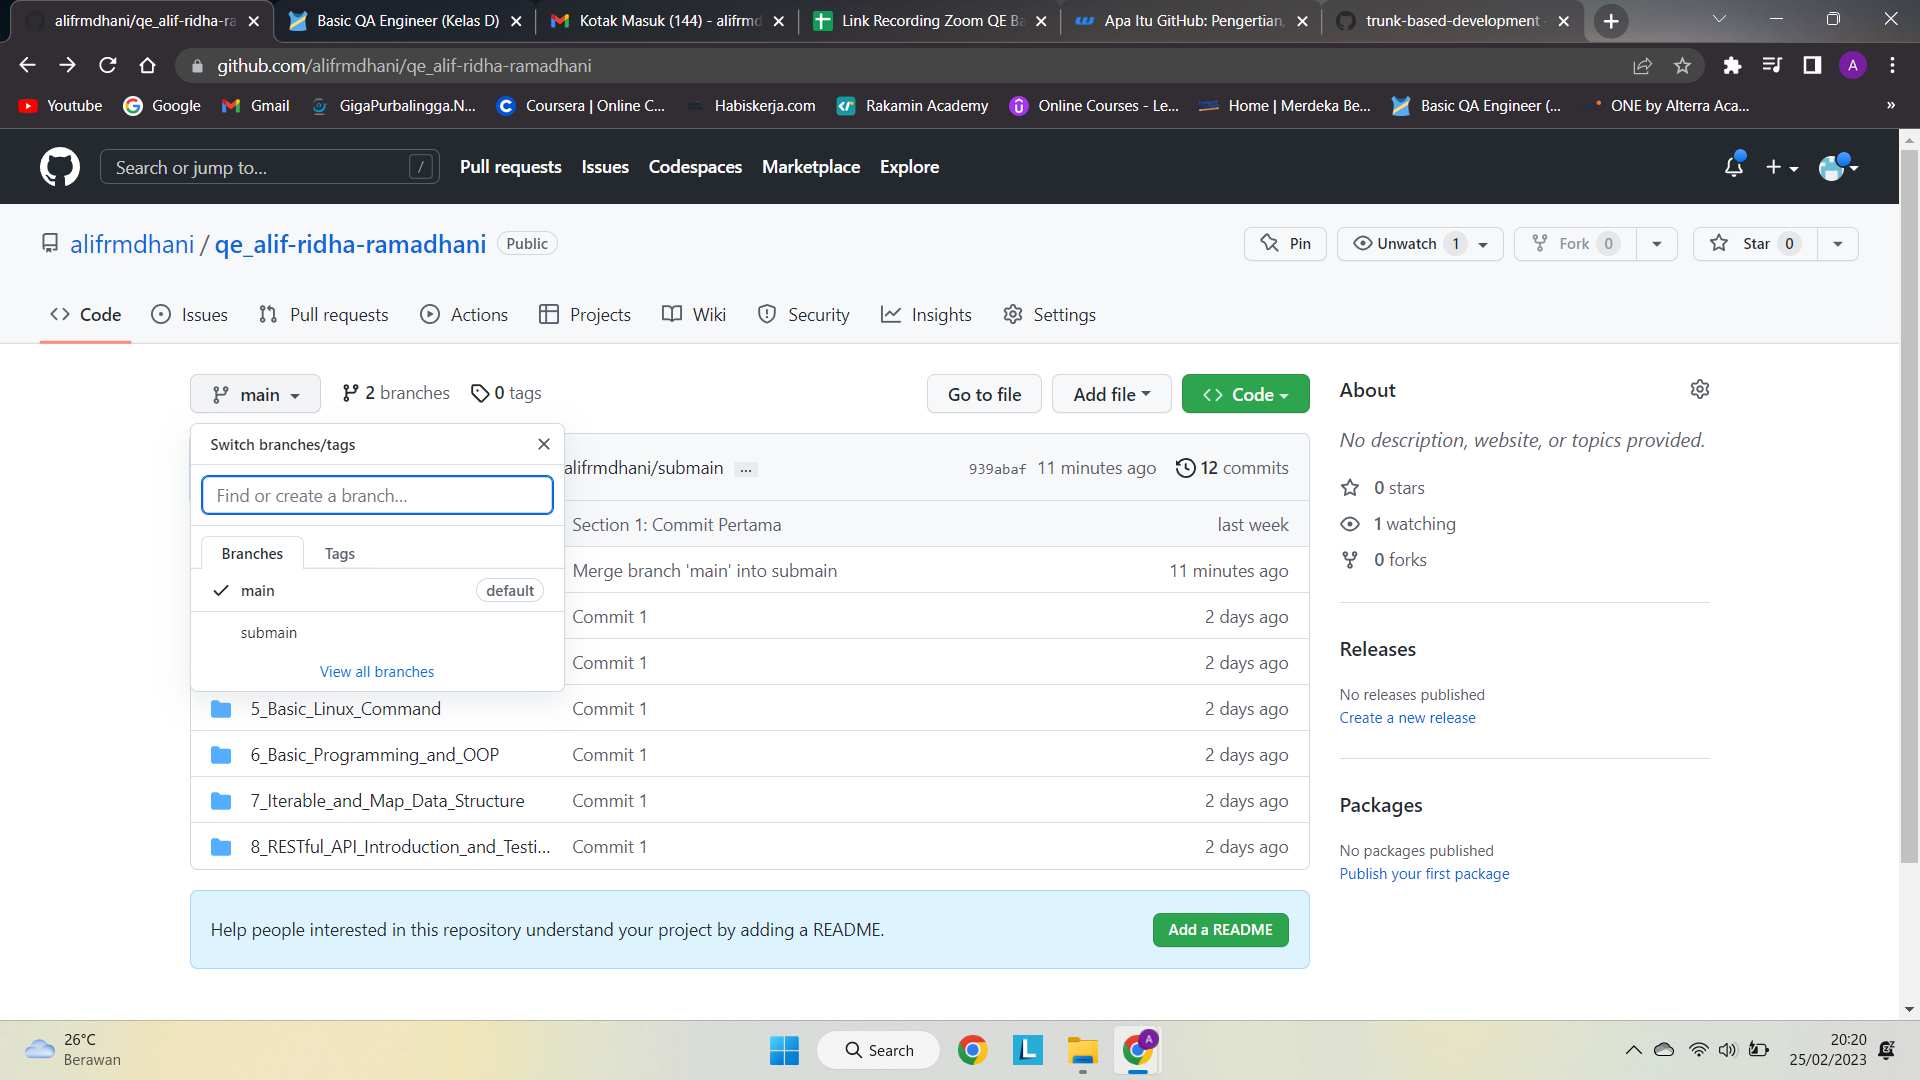 alifrmdhani/qe_alif-ridha-ra
Basic QA Engineer (Kelas D)
Kotak Masuk (144) - alifrmd
Link Recording Zoom QE Ba
Apa Itu GitHub: Pengertian,
trunk-based-development
github.com/alifrmdhani/qe_alif-ridha-ramadhani
A
Youtube
Google
Gmail
GigaPurbalingga.N...
Coursera | Online C...
Habiskerja.com
Rakamin Academy
Online Courses - Le...
Home | Merdeka Be...
Basic QA Engineer (...
ONE by Alterra Aca...
»
Search or jump to...
/
Pull requests
Issues
Codespaces
Marketplace
Explore
alifrmdhani / qe_alif-ridha-ramadhani
Public
Pin
Unwatch 1
Fork 0
Star 0
Code
Issues
Pull requests
Actions
Projects
Wiki
Security
Insights
Settings
main
2 branches
0 tags
Go to file
Add file
Code
Switch branches/tags
Find or create a branch...
Branches
Tags
main
default
submain
View all branches
alifrmdhani/submain
...
939abaf 11 minutes ago
12 commits
Section 1: Commit Pertama
last week
Merge branch 'main' into submain
11 minutes ago
Commit 1
2 days ago
Commit 1
2 days ago
5_Basic_Linux_Command
Commit 1
2 days ago
6_Basic_Programming_and_OOP
Commit 1
2 days ago
7_Iterable_and_Map_Data_Structure
Commit 1
2 days ago
8_RESTful_API_Introduction_and_Testi...
Commit 1
2 days ago
Help people interested in this repository understand your project by adding a README.
Add a README
About
No description, website, or topics provided.
0 stars
1 watching
0 forks
Releases
No releases published
Create a new release
Packages
No packages published
Publish your first package
26°C
Berawan
Search
L
A
20:20
25/02/2023